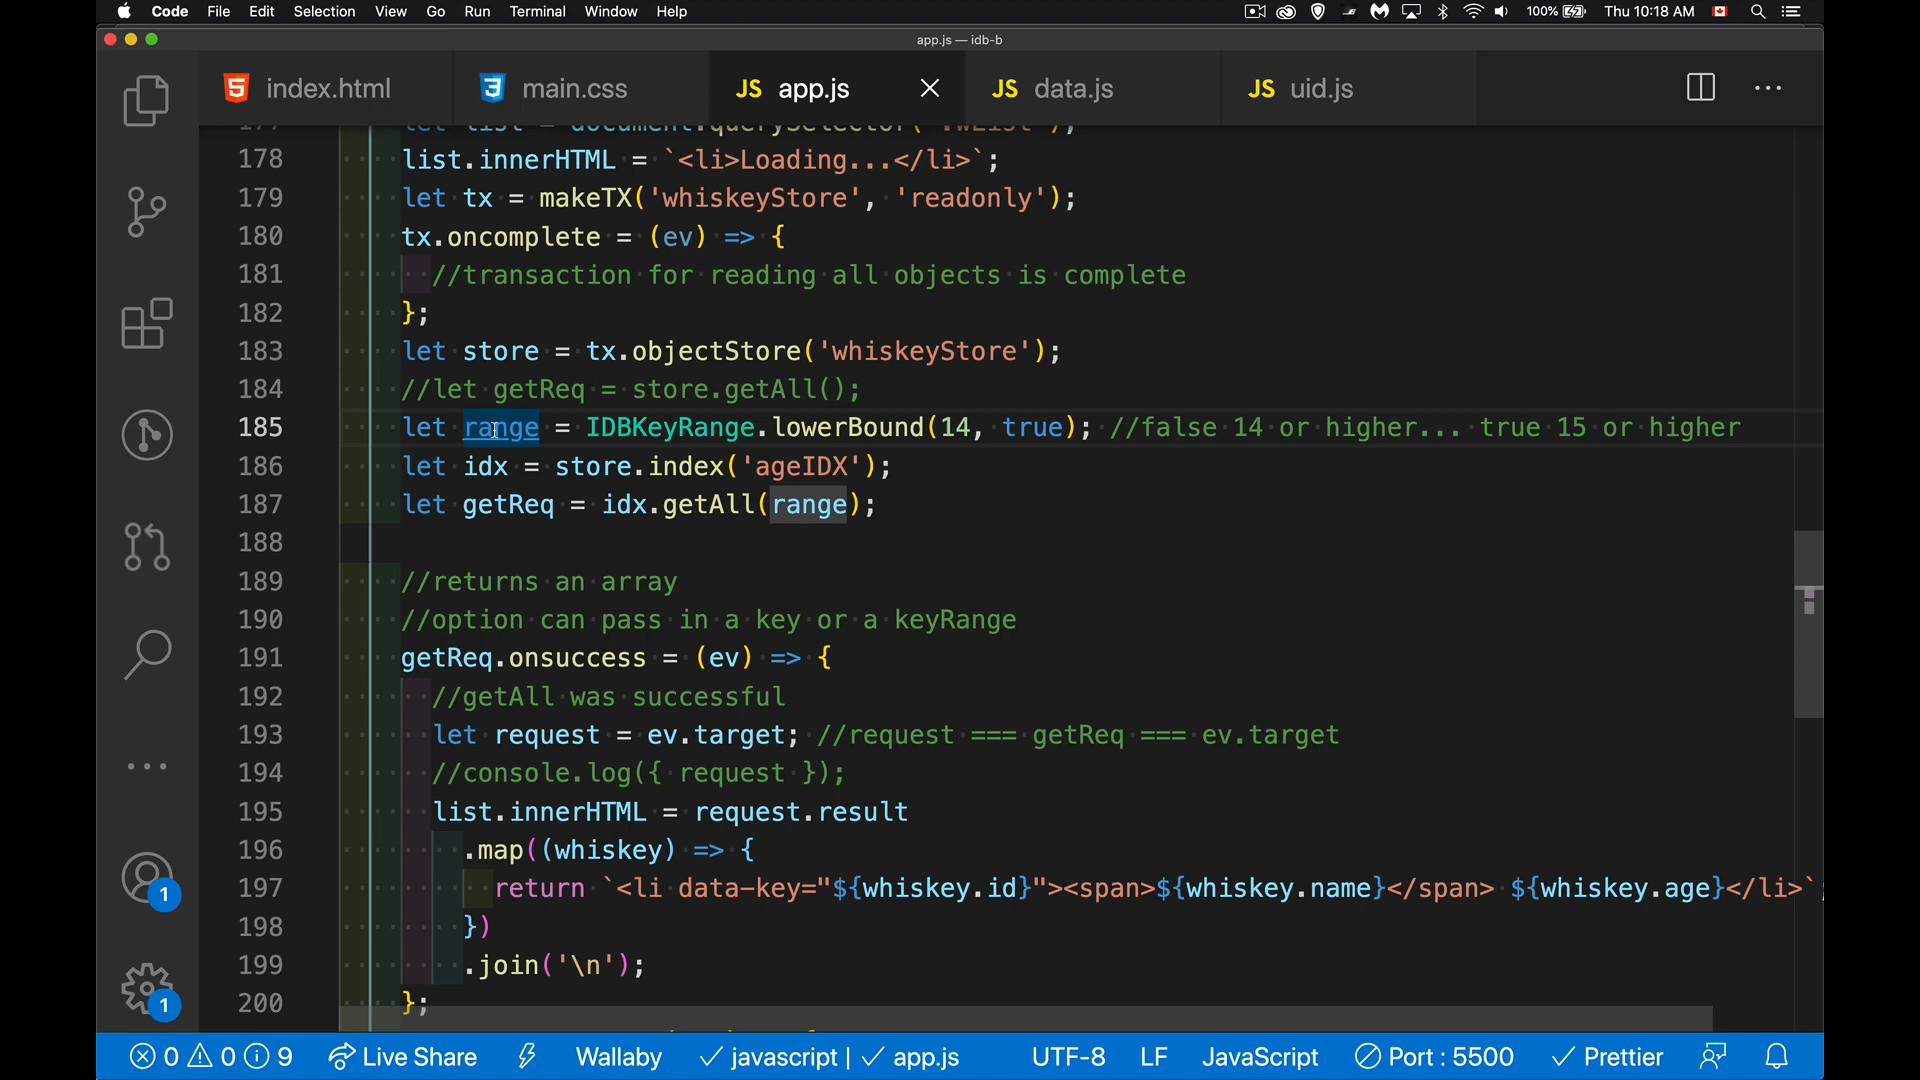 Code File Edit Selection View Go Run Terminal Window Help 100% Thu 10:18 AM
app.js — idb-b
index.html main.css JS app.js JS data.js JS uid.js
177 let list = document.querySelector('.wList');
178 list.innerHTML = `<li>Loading...</li>`;
179 let tx = makeTX('whiskeyStore', 'readonly');
180 tx.oncomplete = (ev) => {
181 //transaction for reading all objects is complete
182 };
183 let store = tx.objectStore('whiskeyStore');
184 //let getReq = store.getAll();
185 let range = IDBKeyRange.lowerBound(14, true); //false 14 or higher... true 15 or higher
186 let idx = store.index('ageIDX');
187 let getReq = idx.getAll(range);
188
189 //returns an array
190 //option can pass in a key or a keyRange
191 getReq.onsuccess = (ev) => {
192 //getAll was successful
193 let request = ev.target; //request === getReq === ev.target
194 //console.log({ request });
195 list.innerHTML = request.result
196 .map((whiskey) => {
197 return `<li data-key="${whiskey.id}"><span>${whiskey.name}</span> ${whiskey.age}</li>`;
198 })
199 .join('\n');
200 };
1
1
0 0 9 Live Share Wallaby javascript | app.js UTF-8 LF JavaScript Port : 5500 Prettier